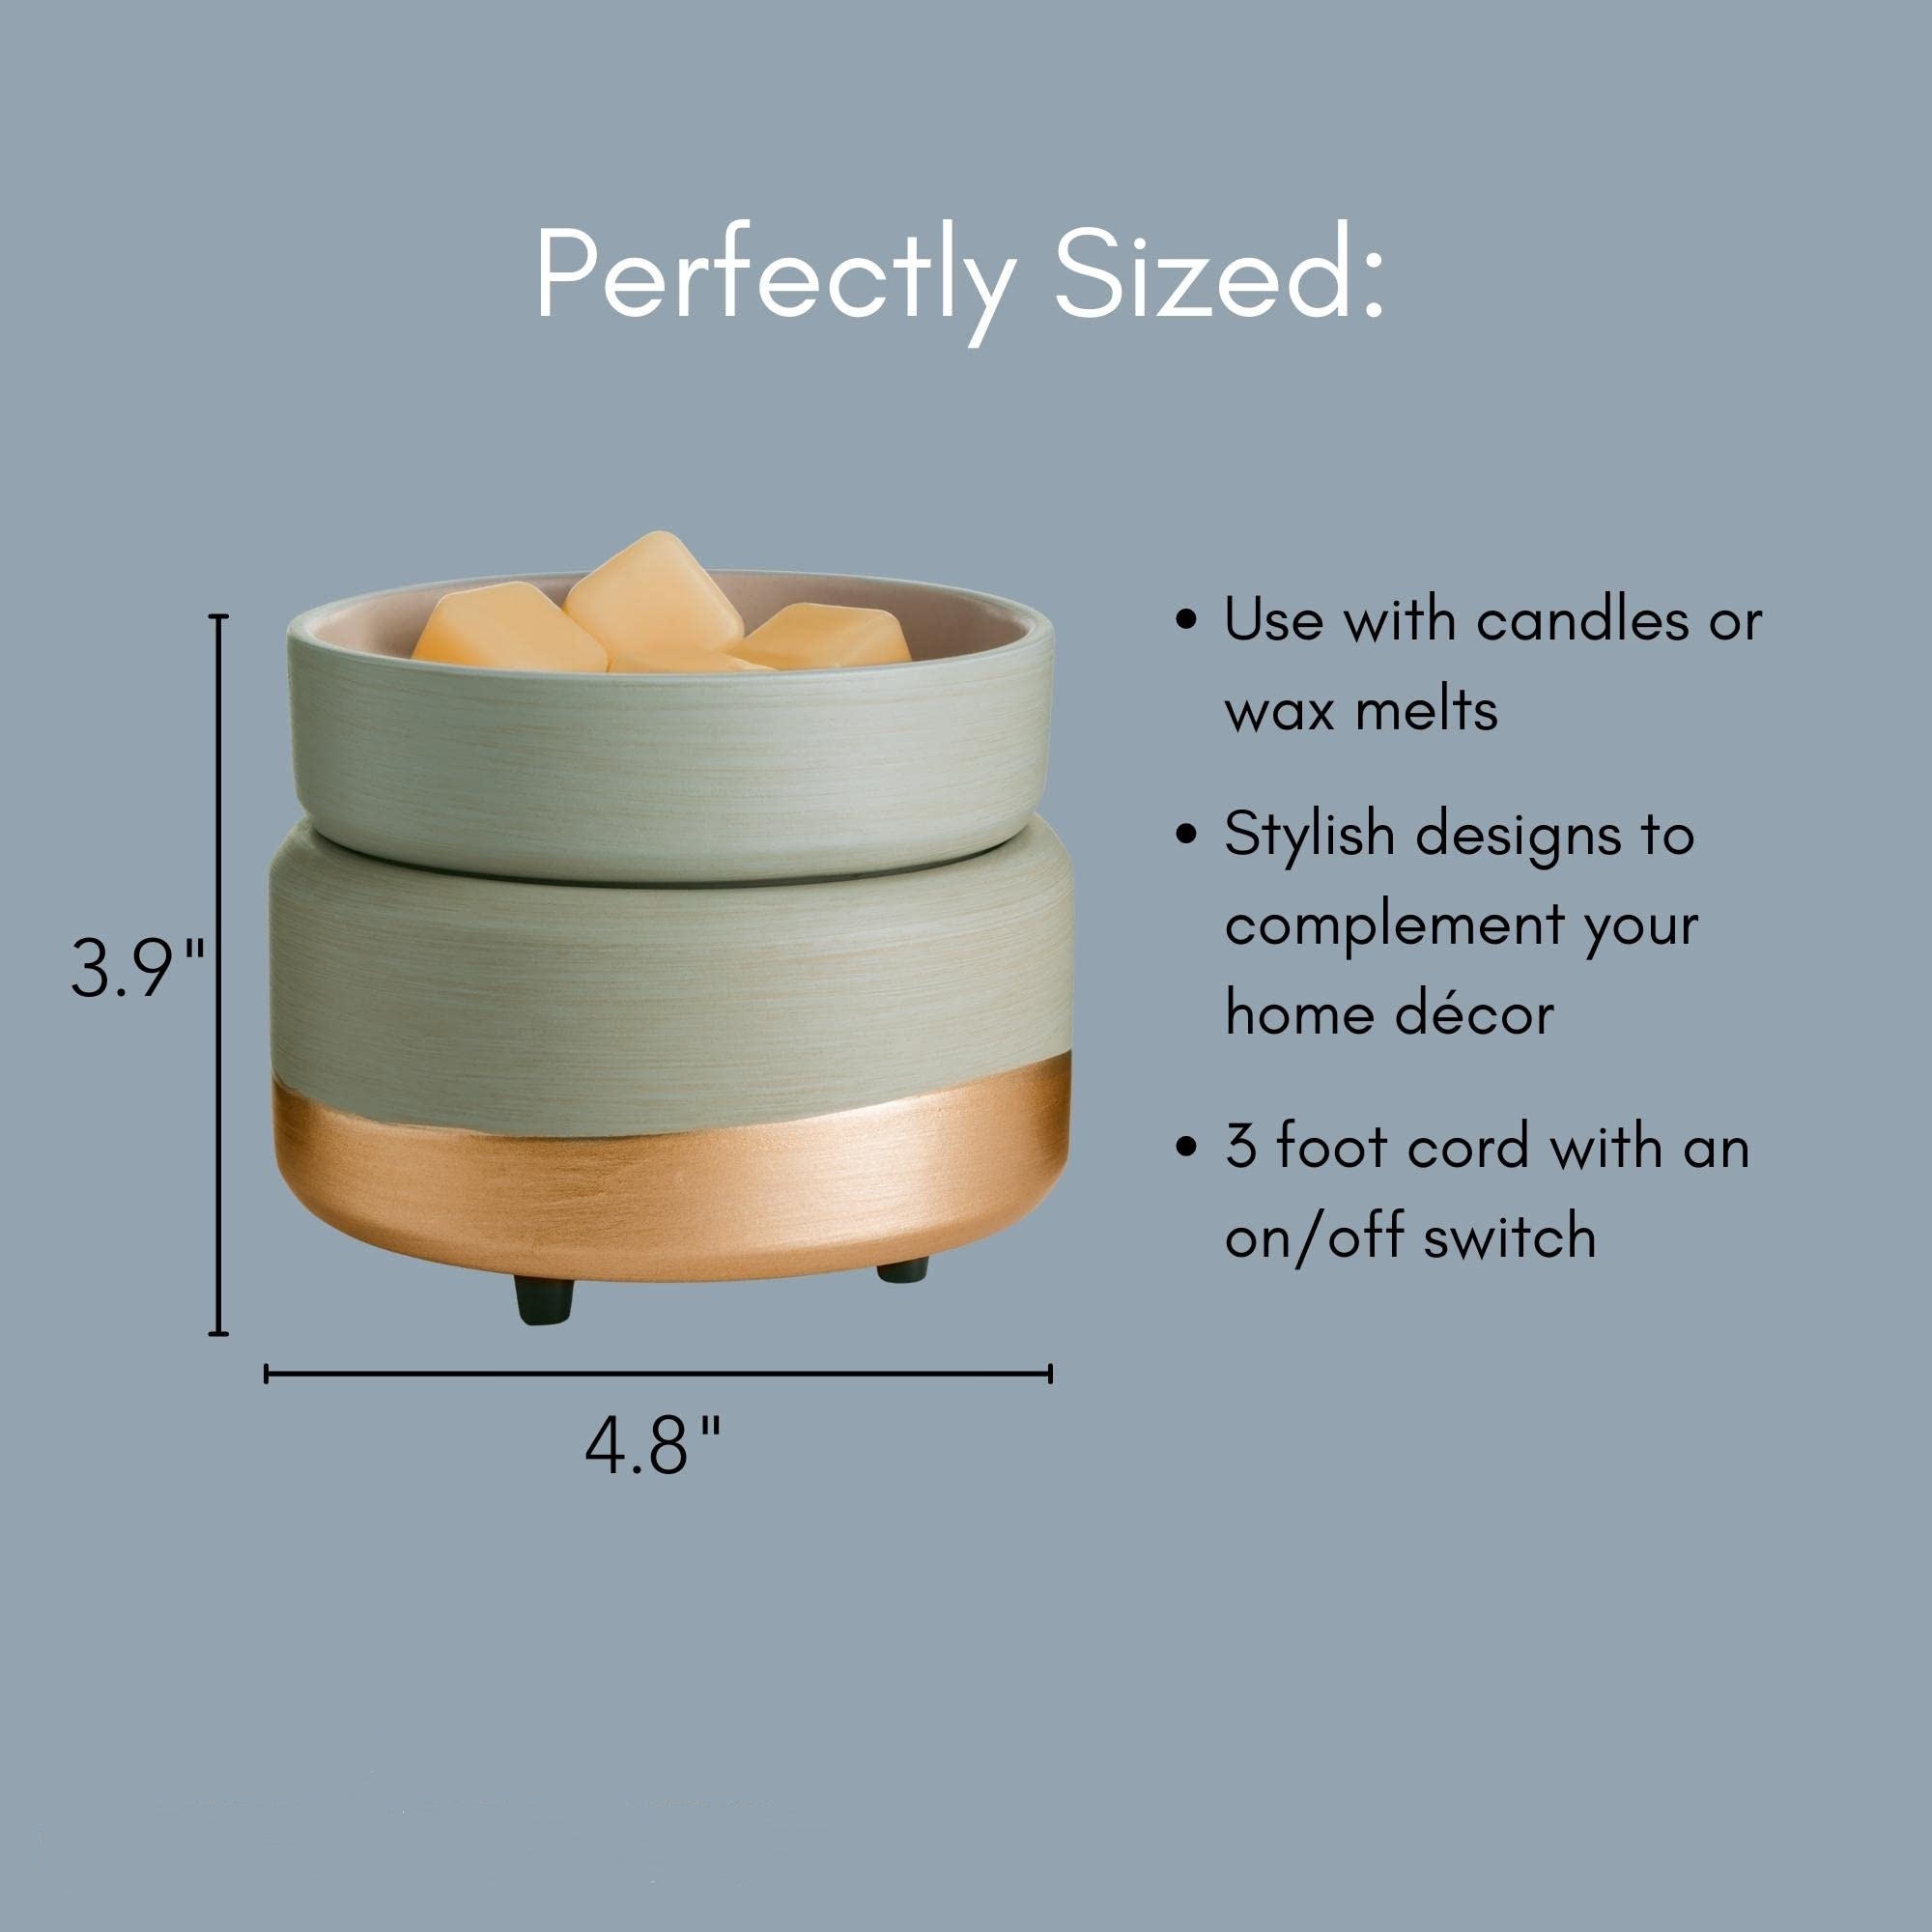 Perfectly Sized:
• Use with candles or
wax melts
• Stylish designs to
complement your
home décor
• 3 foot cord with an
on/off switch
3.9"
4.8"